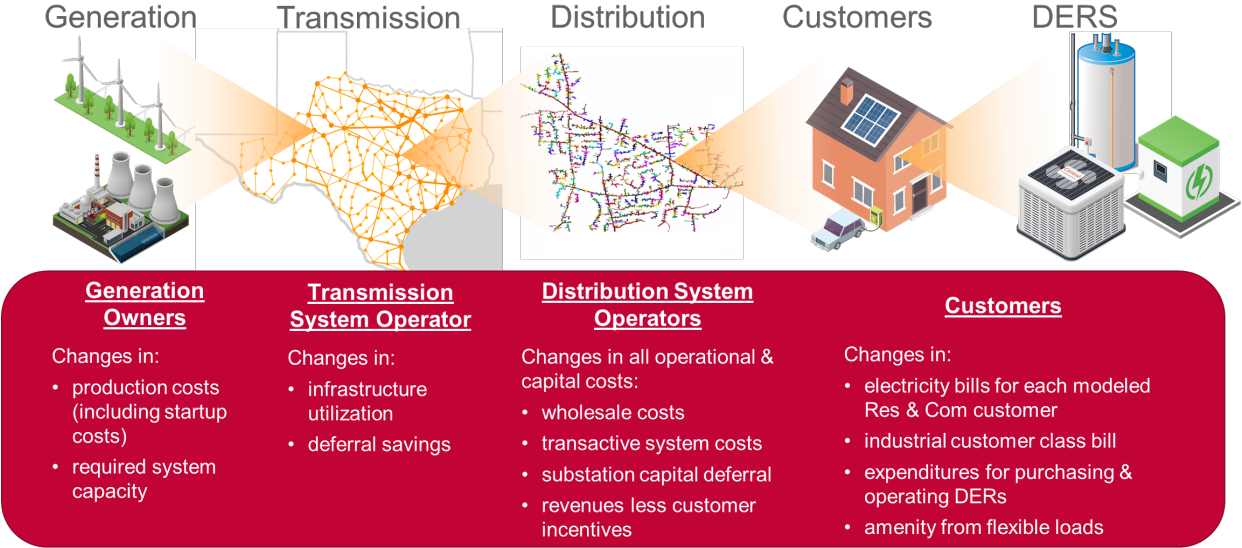 Generation
Transmission
Distribution
Customers
DERS
Generation
Owners
Changes in:
• production costs
(including startup
costs)
• required system
capacity
Transmission
System Operator
Changes in:
• infrastructure
utilization
• deferral savings
Distribution System
Operators
Changes in all operational &
capital costs:
• wholesale costs
• transactive system costs
• substation capital deferral
• revenues less customer
incentives
Customers
Changes in:
• electricity bills for each modeled
Res & Com customer
• industrial customer class bill
• expenditures for purchasing &
operating DERs
• amenity from flexible loads